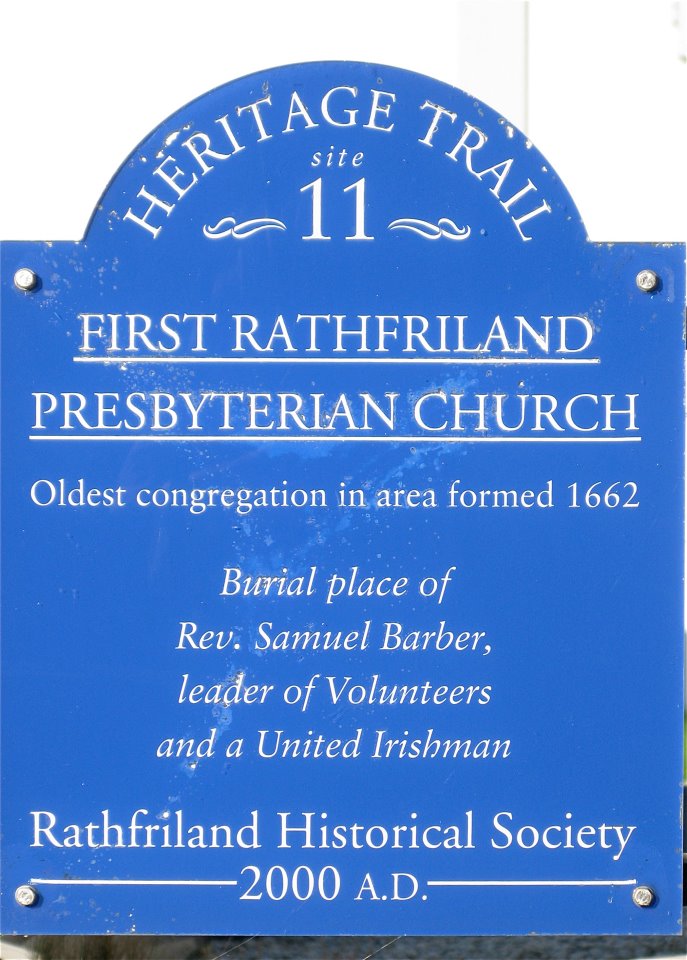 HERITAGE TRAIL
site
11
FIRST RATHFRILAND
PRESBYTERIAN CHURCH
Oldest congregation in area formed 1662
Burial place of
Rev. Samuel Barber,
leader of Volunteers
and a United Irishman
Rathfriland Historical Society
2000 A.D.